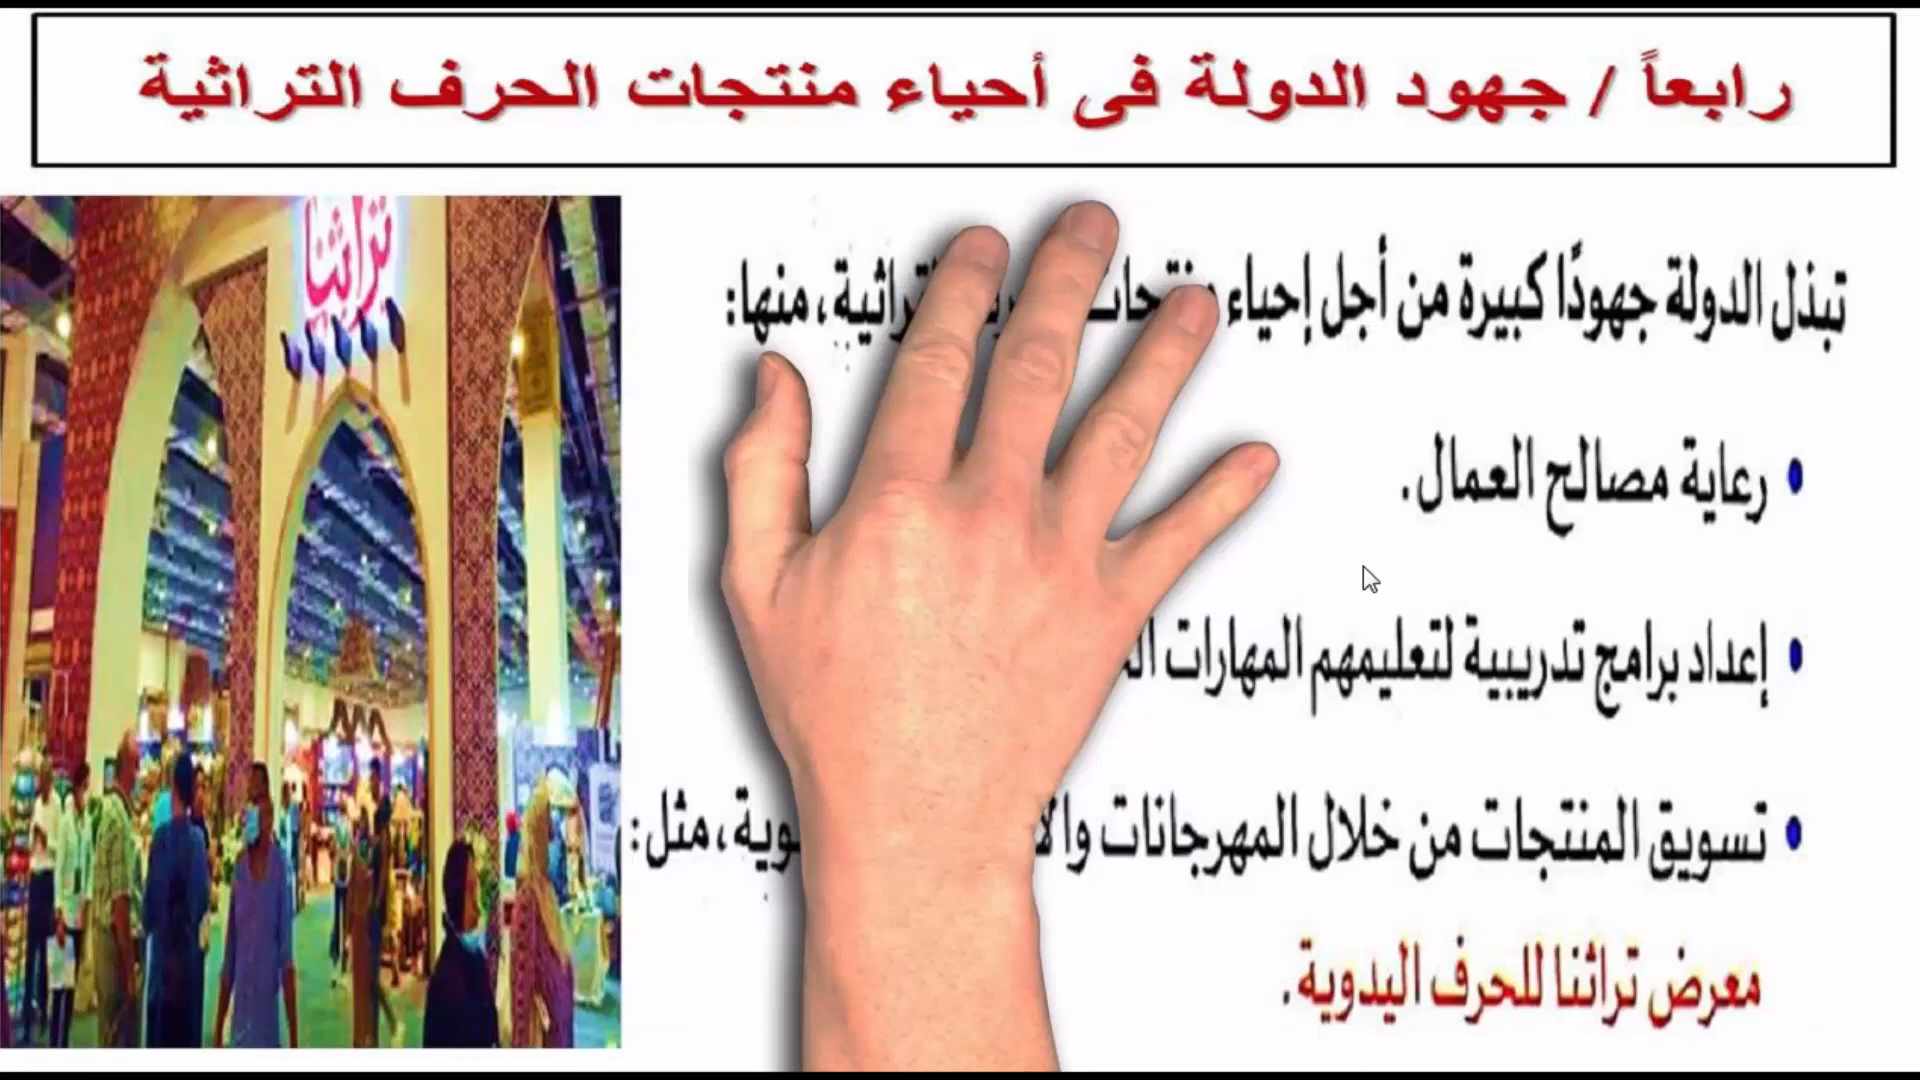 رابعاً / جهود الدولة فى أحياء منتجات الحرف التراثية
تراثنا
تبذل الدولة جهودًا كبيرة من أجل إحياء منها:
رعاية مصالح العمال.
إعداد برامج تدريبية لتعليمهم المهارات
تسويق المنتجات من خلال المهرجانات مثل:
معرض تراثنا للحرف اليدوية.